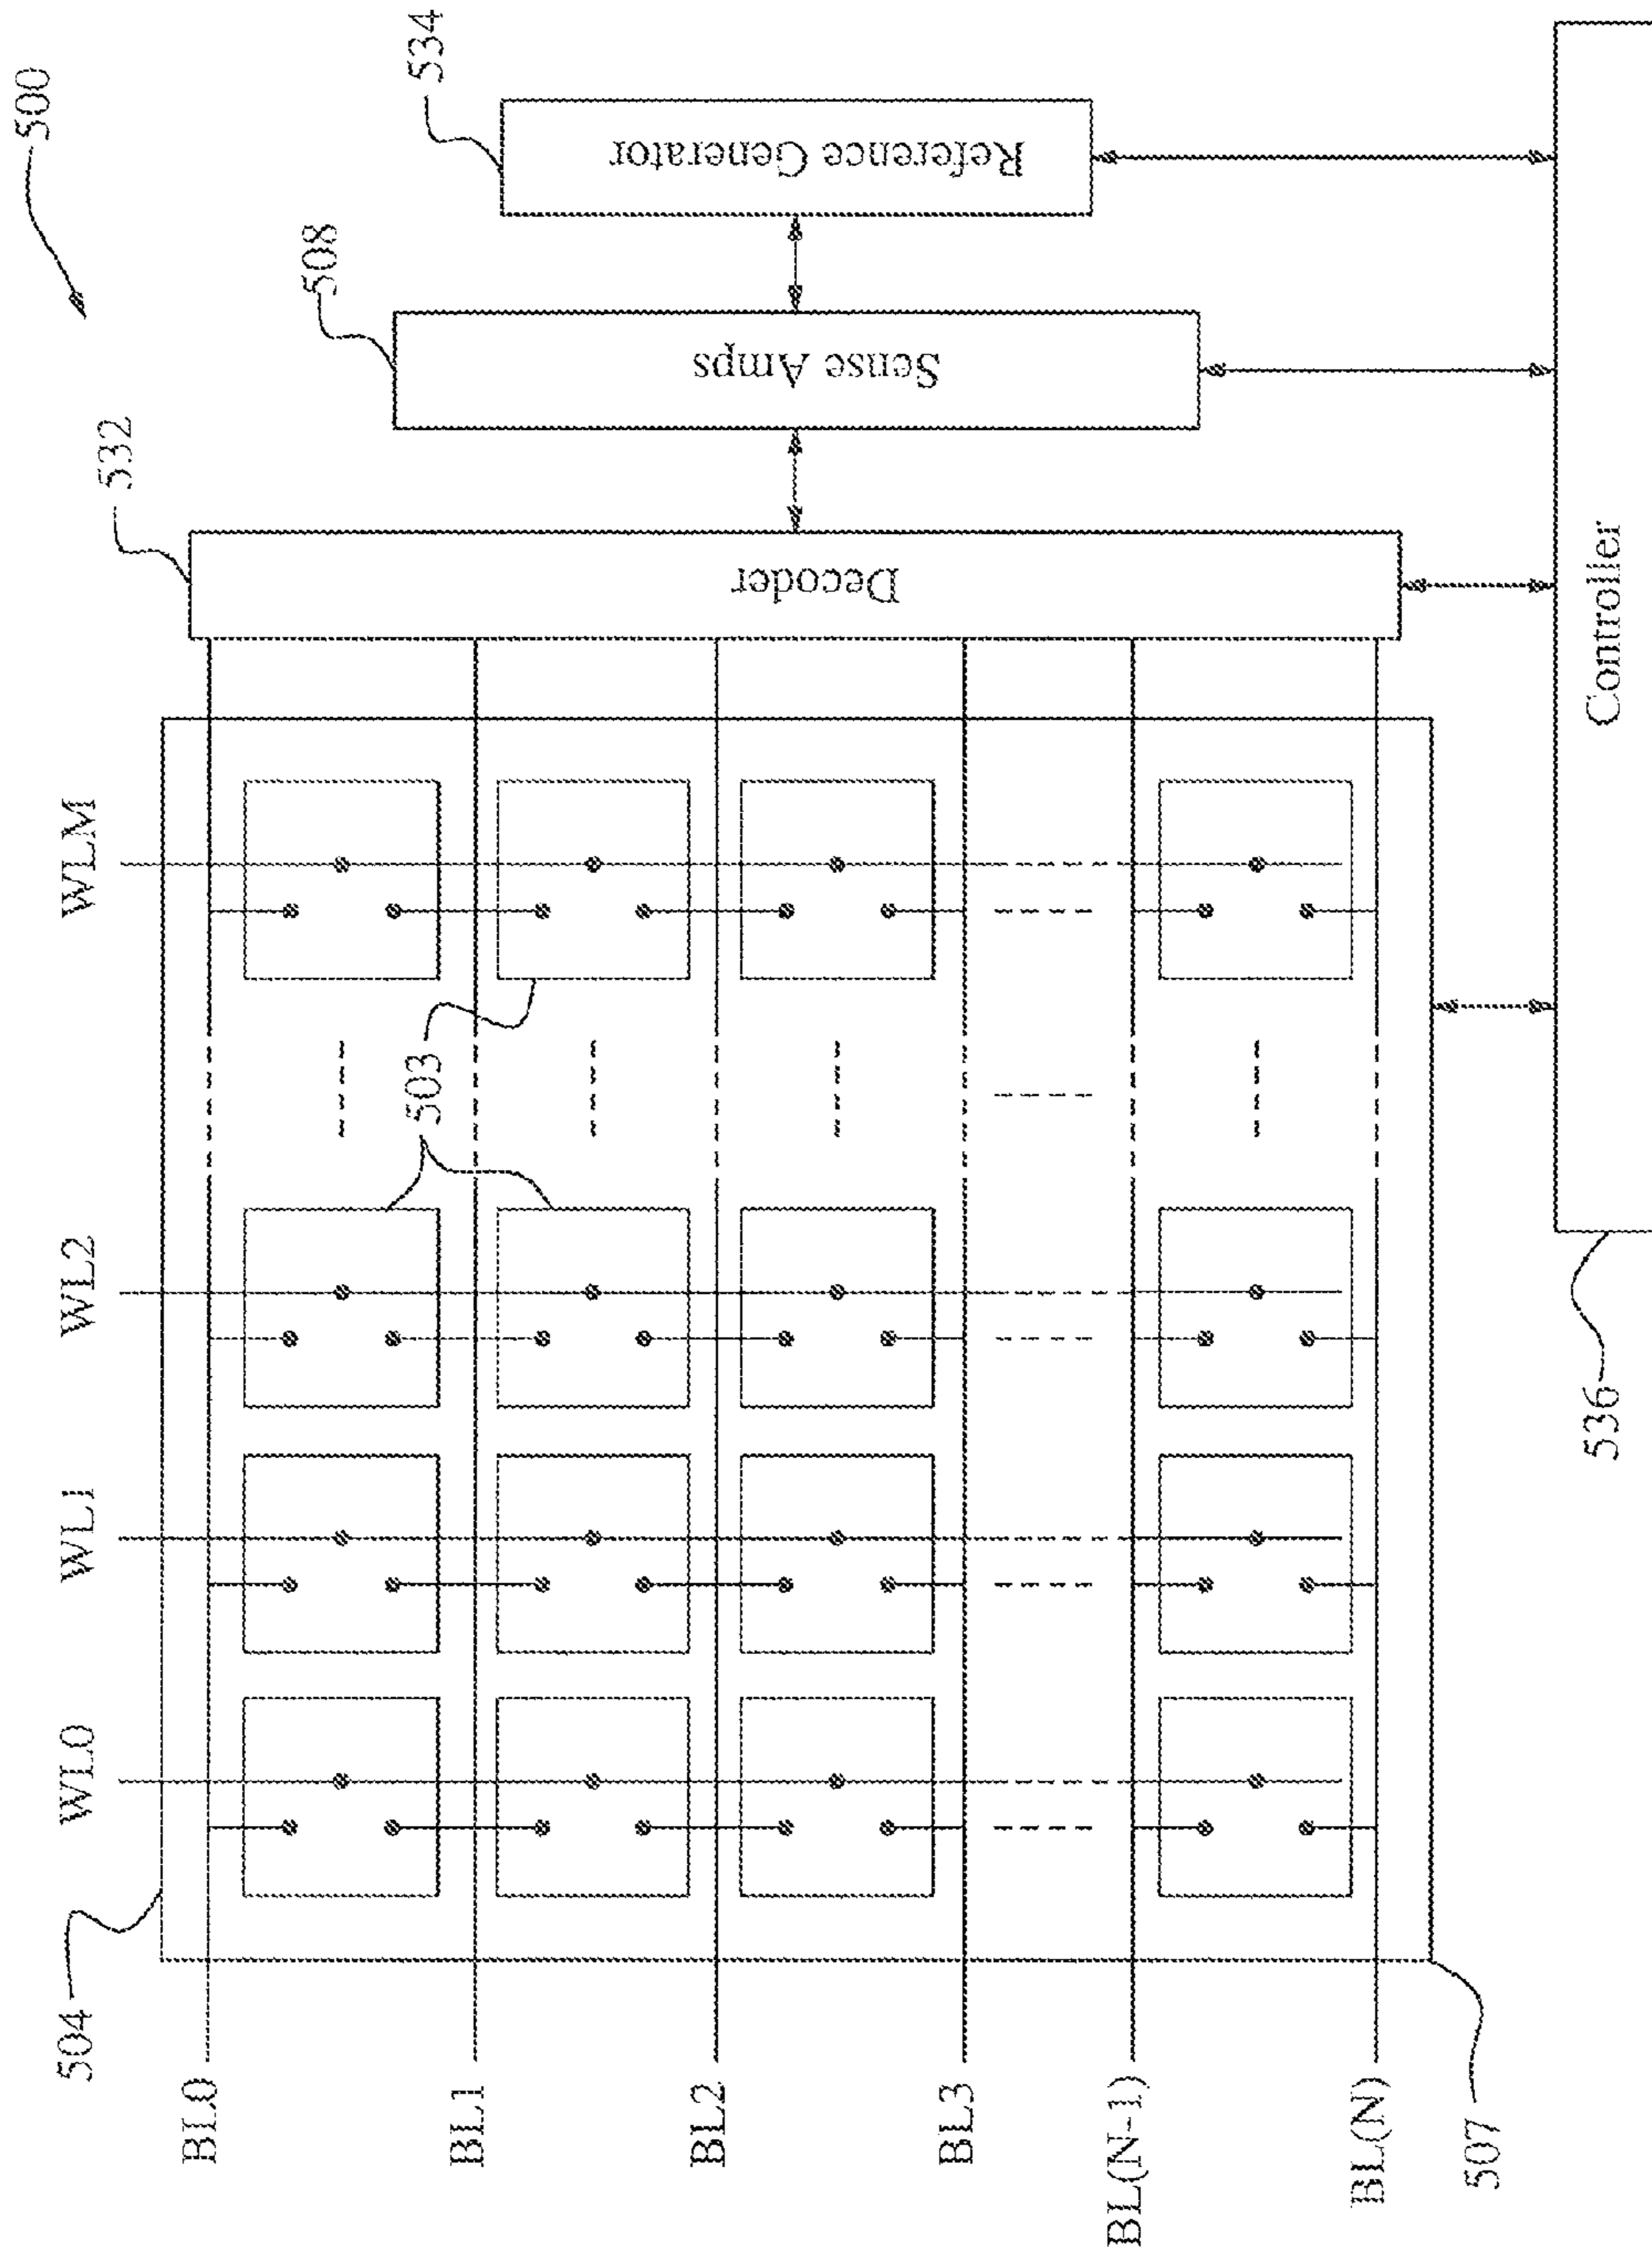 500
534
Reference Generator
508
Sense Amps
532
Decoder
WLM
WL2
WL1
WL0
503
504
BL0
BL1
BL2
BL3
BL(N-1)
BL(N)
507
Controller
536